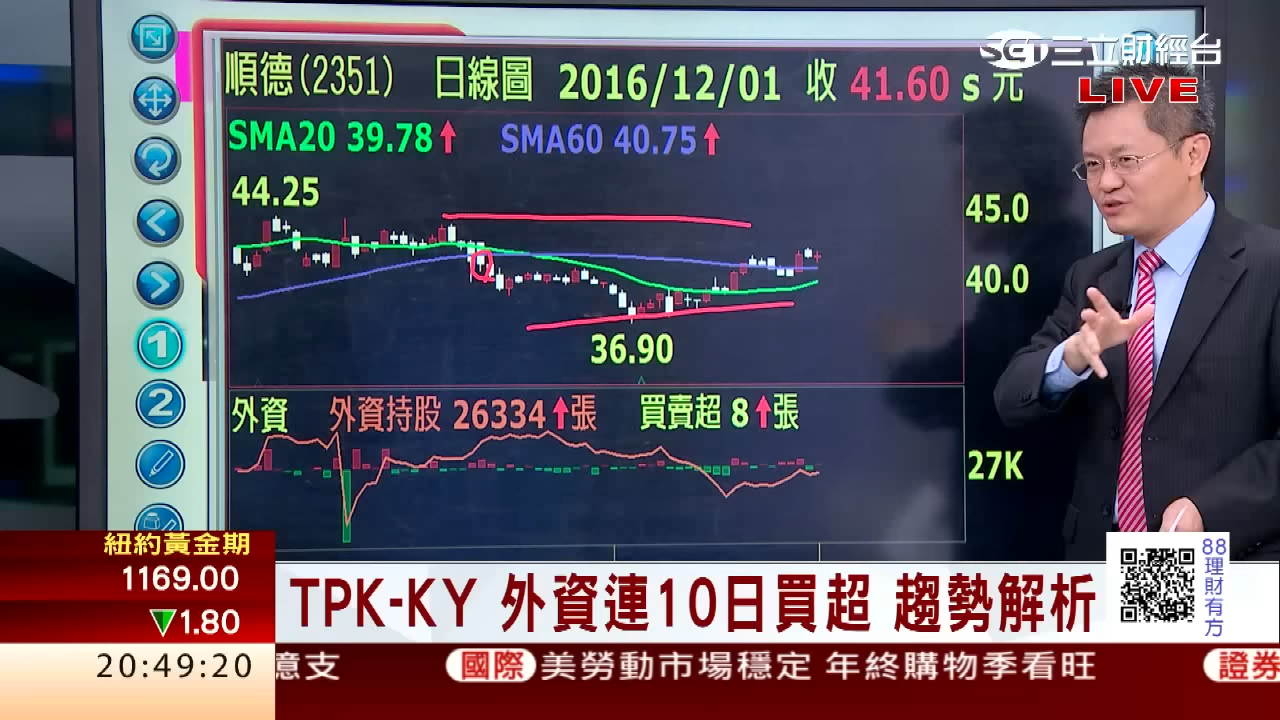 SET 三立財經台
LIVE
順德(2351) 日線圖 2016/12/01 收 41.60 s 元
SMA20 39.78↑ SMA60 40.75↑
44.25
45.0
40.0
36.90
外資 外資持股 26334↑張 買賣超 8↑張
27K
1
2
紐約黃金期
1169.00
▼1.80
TPK-KY 外資連10日買超 趨勢解析
88理財有方
20:49:20
億支 國際 美勞動市場穩定 年終購物季看旺 證券